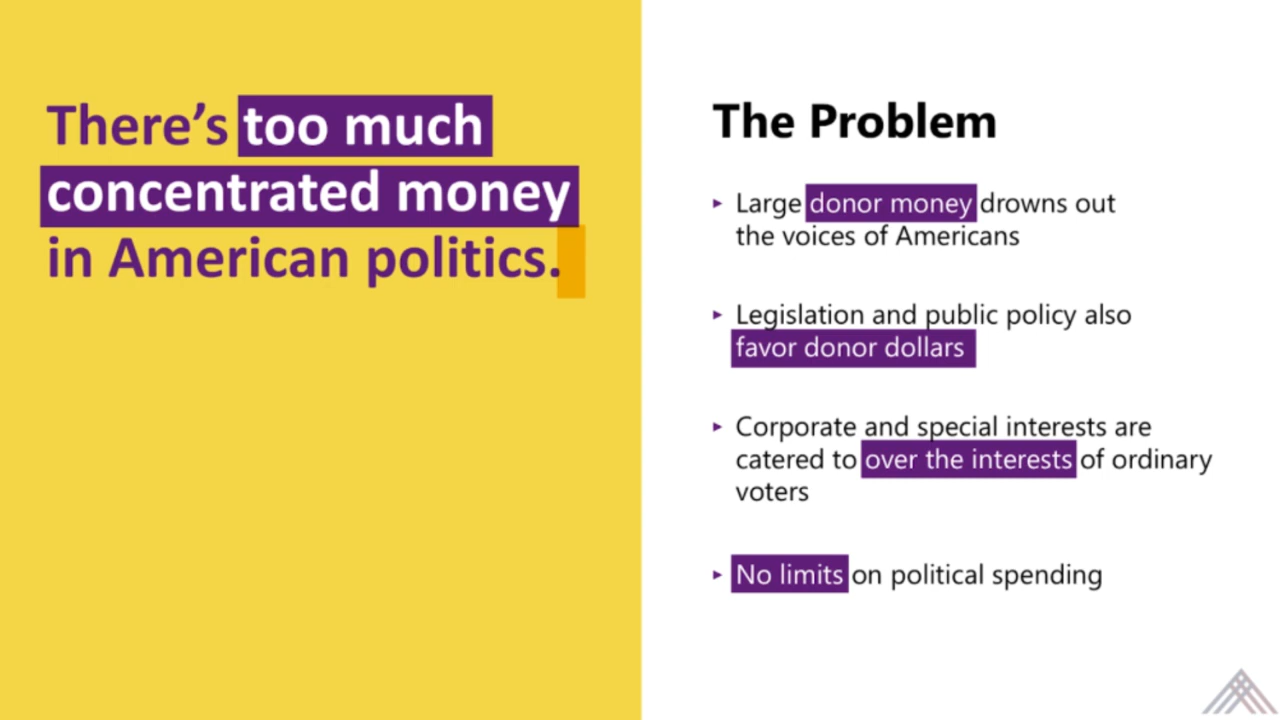 There's too much
concentrated money
in American politics.
The Problem
Large donor money drowns out
the voices of Americans
Legislation and public policy also
favor donor dollars
Corporate and special interests are
catered to over the interests of ordinary
voters
No limits on political spending